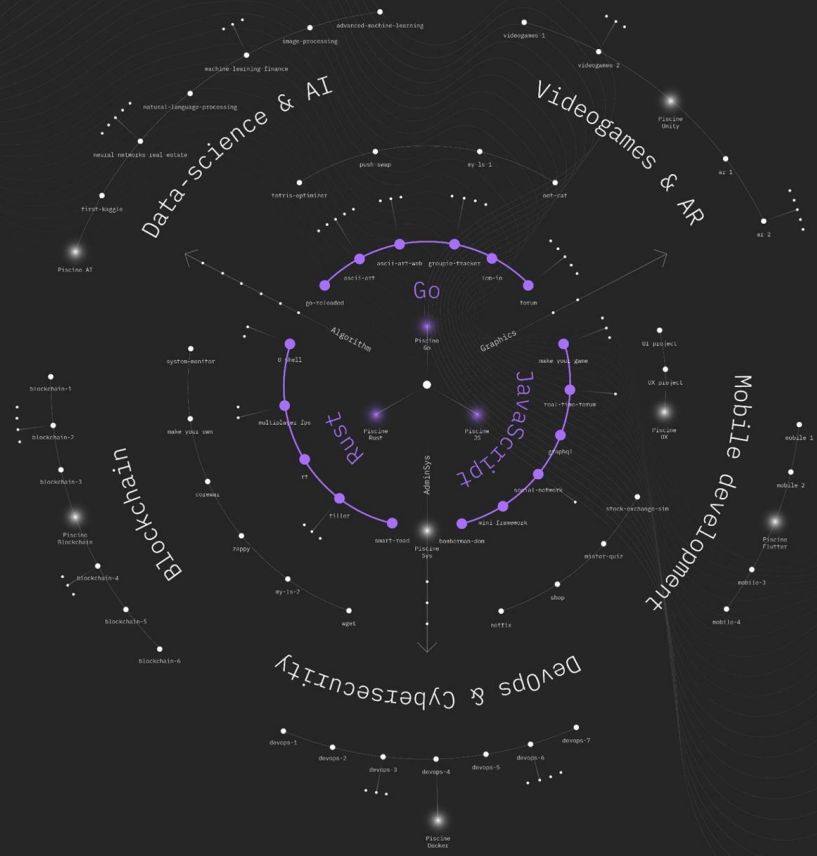 advanced-machine-learning
image-processing
machine-learning-finance
natural-language-processing
neural networks real estate
first-kaggle
Piscine AI
Data-science & AI
videogames-1
videogames-2
Piscine
Unity
ar 1
ar 2
Videogames & AR
tetris-optimizer
push-swap
my-ls-1
net-cat
go-reloaded
ascii-art
ascii-art-web
groupie-tracker
forum
Go
Piscine
Go
Algorithm
Graphics
AdminSys
system-monitor
make your own
corewar
zappy
my-ls-2
wget
0 shell
multiplayer fps
rt
filler
smart-road
Rust
Piscine
Rust
Piscine
JS
JavaScript
make your game
real-time-forum
graphql
social-network
mini-framework
bomberman-dom
Piscine
Sys
UI project
UX project
Piscine
UX
stock-exchange-sim
mister-quiz
shop
netfix
blockchain-1
blockchain-2
blockchain-3
Piscine
Blockchain
blockchain-4
blockchain-5
blockchain-6
Blockchain
Mobile development
mobile 1
mobile 2
Piscine
Flutter
mobile-3
mobile-4
DevOps & Cybersecurity
devops-1
devops-2
devops-3
devops-4
devops-5
devops-6
devops-7
Piscine
Docker